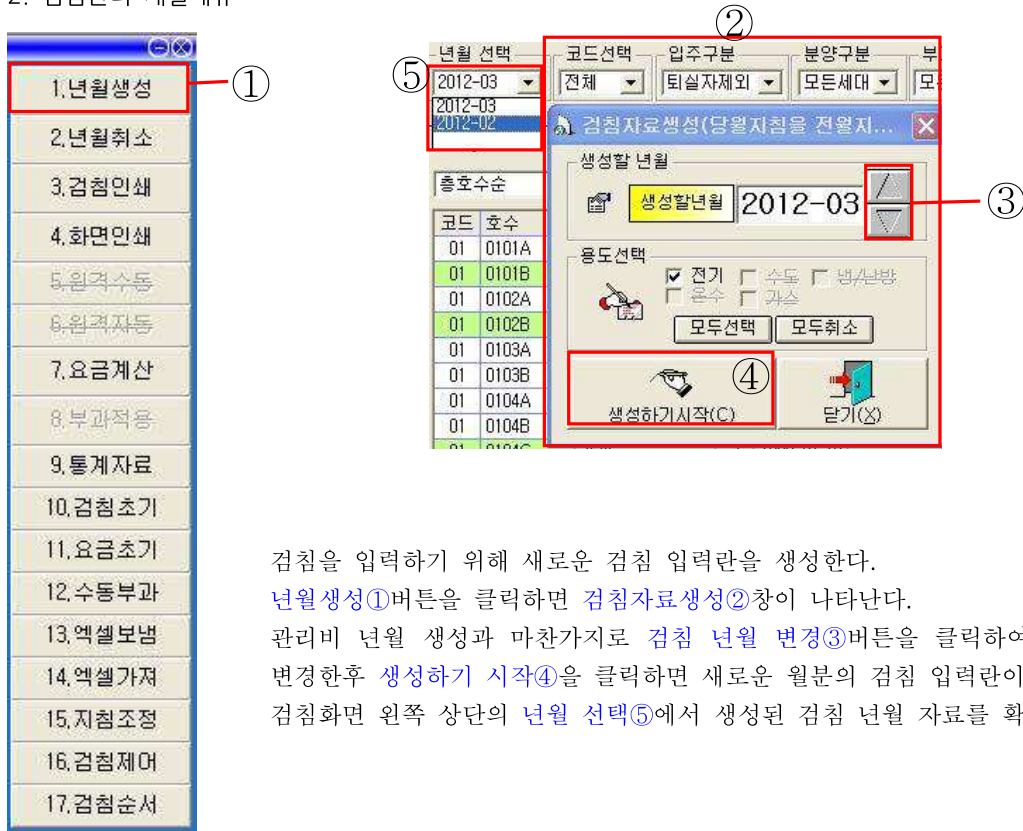 1.년월생성
2.년월취소
3.검침인쇄
4.화면인쇄
5.원격수동
6.원격자동
7.요금계산
8.부과적용
9.통계자료
10.검침초기
11.요금초기
12.수동부과
13.엑셀보냄
14.엑셀가져
15.지침조정
16.검침제어
17.검침순서
①
②
년월 선택 코드선택 입주구분 분양구분
⑤ 2012-03 전체 퇴실자제외 모든세대
2012-03
2012-02
검침자료생성(당월지침을 전월지...
생성할 년월
생성할년월 2012-03 ③
용도선택
전기 수도 냉/난방
온수 가스
모두선택 모두취소
④
생성하기시작(C) 닫기(X)
층호수순
코드 호수
01 0101A
01 0101B
01 0102A
01 0102B
01 0103A
01 0103B
01 0104A
01 0104B
검침을 입력하기 위해 새로운 검침 입력란을 생성한다.
년월생성①버튼을 클릭하면 검침자료생성②창이 나타난다.
관리비 년월 생성과 마찬가지로 검침 년월 변경③버튼을 클릭하여
변경한후 생성하기 시작④을 클릭하면 새로운 월분의 검침 입력란이
검침화면 왼쪽 상단의 년월 선택⑤에서 생성된 검침 년월 자료를 확